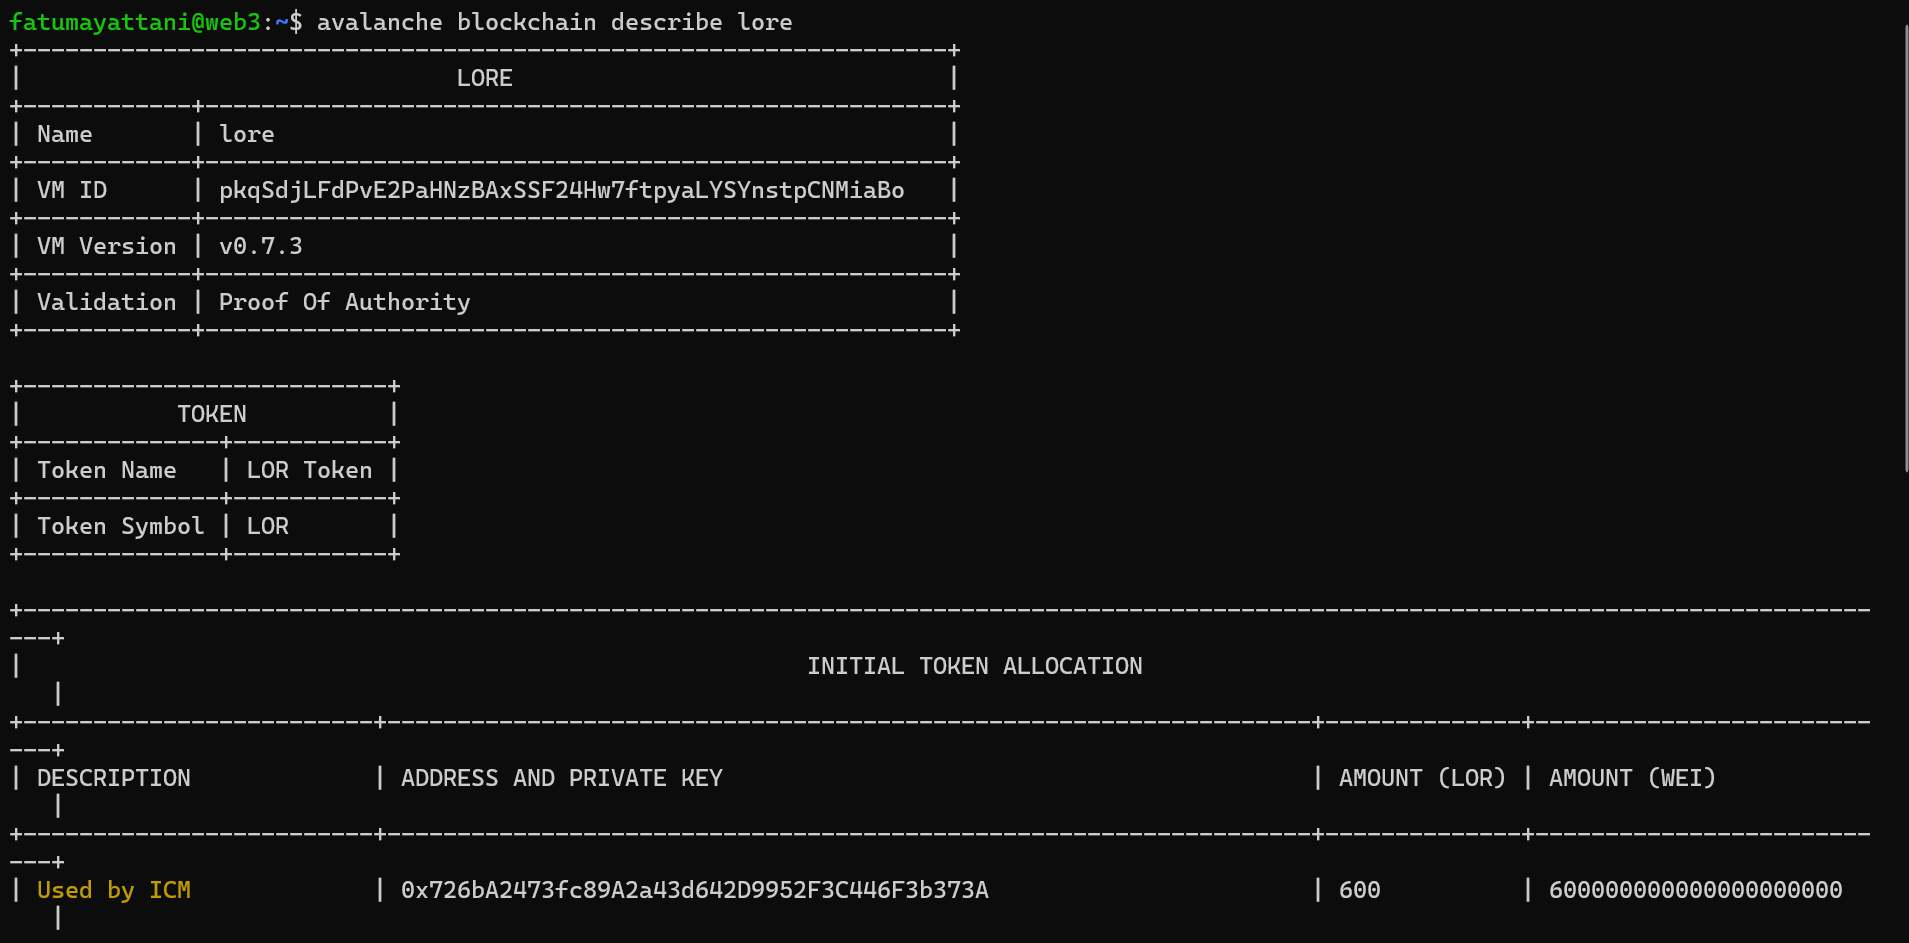 fatumayattani@web3:~$ avalanche blockchain describe lore
+------------------------------------------------------------------+
|                               LORE                               |
+------------+-----------------------------------------------------+
| Name       | lore                                                |
+------------+-----------------------------------------------------+
| VM ID      | pkqSdjLFdPvE2PaHNzBAxSSF24Hw7ftpyaLYSYnstpCNMiaBo   |
+------------+-----------------------------------------------------+
| VM Version | v0.7.3                                              |
+------------+-----------------------------------------------------+
| Validation | Proof Of Authority                                  |
+------------+-----------------------------------------------------+

+--------------------------+
|           TOKEN          |
+--------------+-----------+
| Token Name   | LOR Token |
+--------------+-----------+
| Token Symbol | LOR       |
+--------------+-----------+

+------------------------------------------------------------------------------------------------------------------------------------
---+
|                                                        INITIAL TOKEN ALLOCATION
   |
+-------------------------+------------------------------------------------------------------+--------------+------------------------
---+
| DESCRIPTION             | ADDRESS AND PRIVATE KEY                                          | AMOUNT (LOR) | AMOUNT (WEI)
   |
+-------------------------+------------------------------------------------------------------+--------------+------------------------
---+
| Used by ICM             | 0x726bA2473fc89A2a43d642D9952F3C446F3b373A                       | 600          | 600000000000000000000
   |